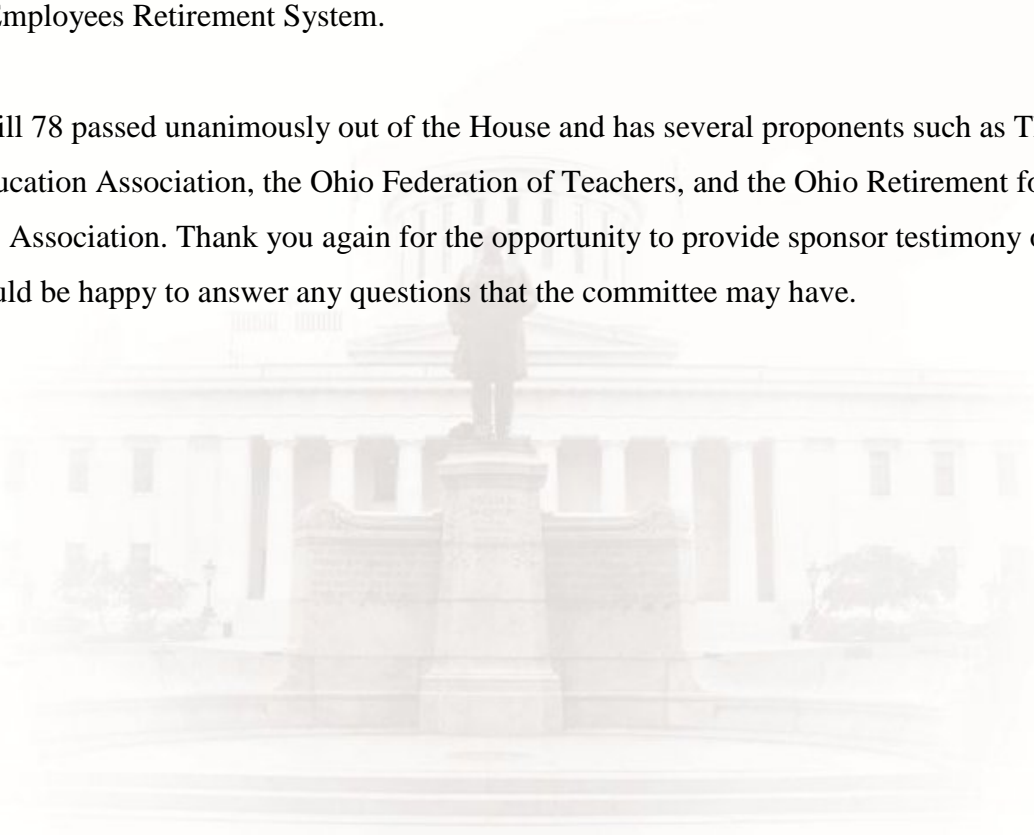 Employees Retirement System.
ill 78 passed unanimously out of the House and has several proponents such as T
ucation Association, the Ohio Federation of Teachers, and the Ohio Retirement fo
Association. Thank you again for the opportunity to provide sponsor testimony o
uld be happy to answer any questions that the committee may have.